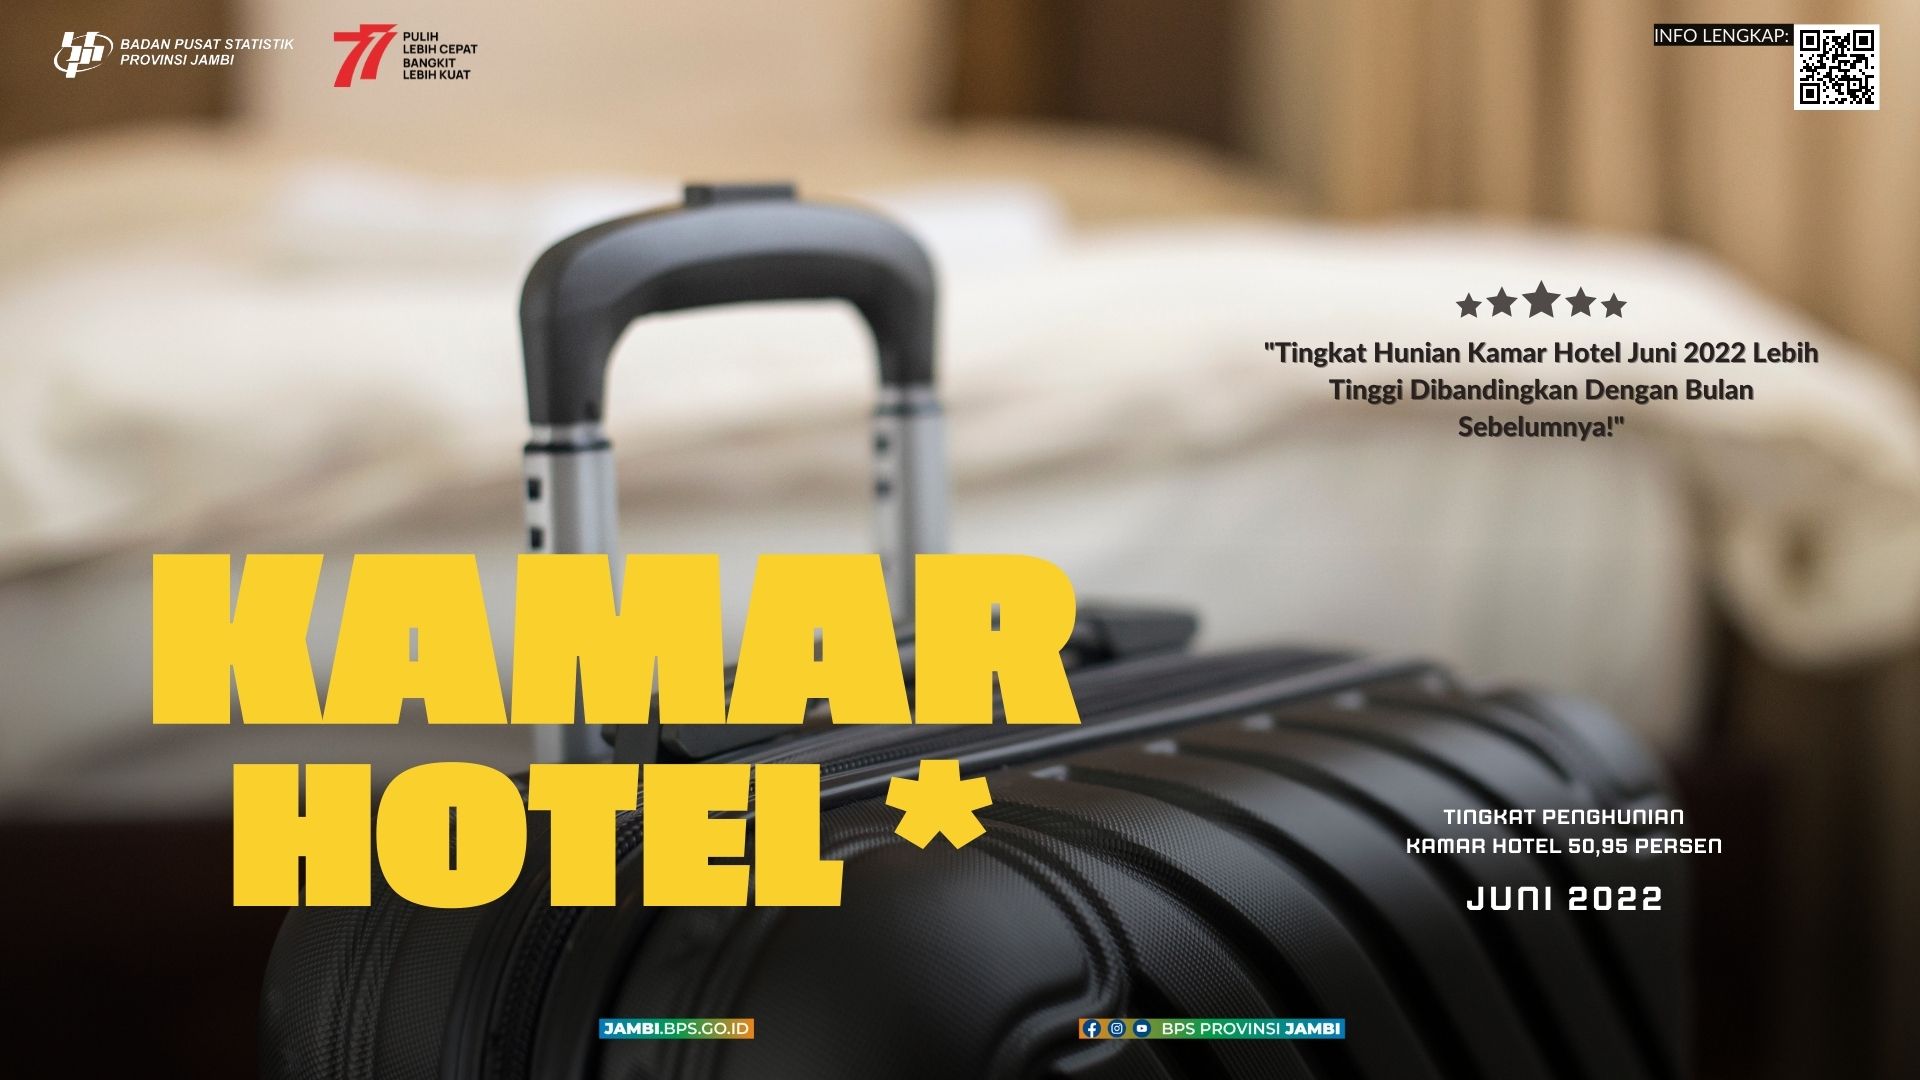 BADAN PUSAT STATISTIK
PROVINSI JAMBI
77
PULIH
LEBIH CEPAT
BANGKIT
LEBIH KUAT
INFO LENGKAP:
"Tingkat Hunian Kamar Hotel Juni 2022 Lebih
Tinggi Dibandingkan Dengan Bulan
Sebelumnya!"
KAMAR
HOTEL *
TINGKAT PENGHUNIAN
KAMAR HOTEL 50,95 PERSEN
JUNI 2022
JAMBI.BPS.GO.ID
BPS PROVINSI JAMBI